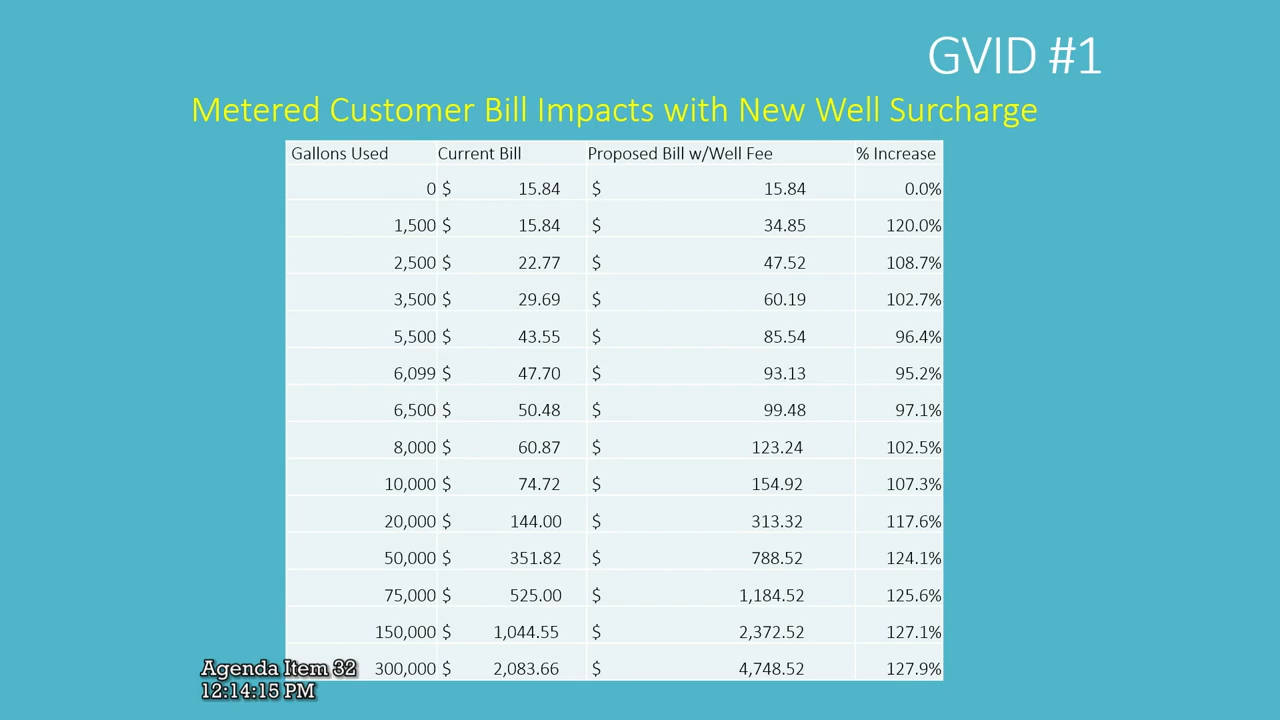 GVID #1
Metered Customer Bill Impacts with New Well Surcharge
Gallons Used Current Bill Proposed Bill w/Well Fee % Increase
0 $ 15.84 $ 15.84 0.0%
1,500 $ 15.84 $ 34.85 120.0%
2,500 $ 22.77 $ 47.52 108.7%
3,500 $ 29.69 $ 60.19 102.7%
5,500 $ 43.55 $ 85.54 96.4%
6,099 $ 47.70 $ 93.13 95.2%
6,500 $ 50.48 $ 99.48 97.1%
8,000 $ 60.87 $ 123.24 102.5%
10,000 $ 74.72 $ 154.92 107.3%
20,000 $ 144.00 $ 313.32 117.6%
50,000 $ 351.82 $ 788.52 124.1%
75,000 $ 525.00 $ 1,184.52 125.6%
150,000 $ 1,044.55 $ 2,372.52 127.1%
300,000 $ 2,083.66 $ 4,748.52 127.9%
Agenda Item 32
12:14:15 PM